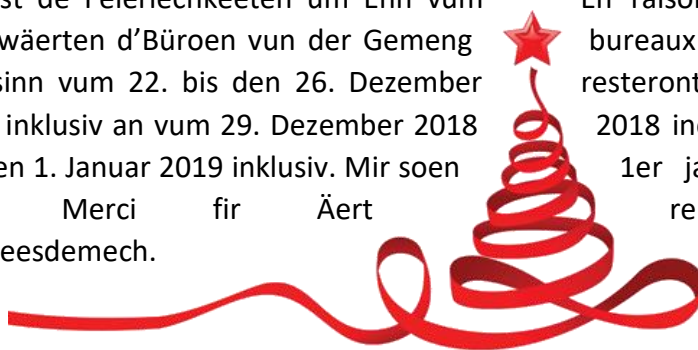 st de Feierlechkeeten um Enn vum
wäerten d’Büroen vun der Gemeng
sinn vum 22. bis den 26. Dezember
inklusiv an vum 29. Dezember 2018
en 1. Januar 2019 inklusiv. Mir soen
Merci fir Äert
eesdemech.
En raison
bureaux
resteront
2018 in
1er ja
re